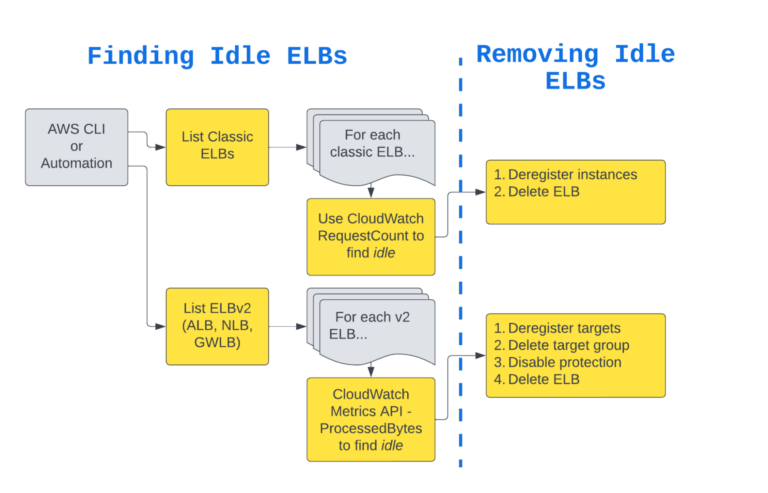 Finding Idle ELBs
Removing Idle
ELBs
AWS CLI
or
Automation
List Classic
ELBs
For each
classic ELB...
Use CloudWatch
RequestCount to
find idle
1. Deregister instances
2. Delete ELB
List ELBv2
(ALB, NLB,
GWLB)
For each v2
ELB...
CloudWatch
Metrics API -
ProcessedBytes
to find idle
1. Deregister targets
2. Delete target group
3. Disable protection
4. Delete ELB